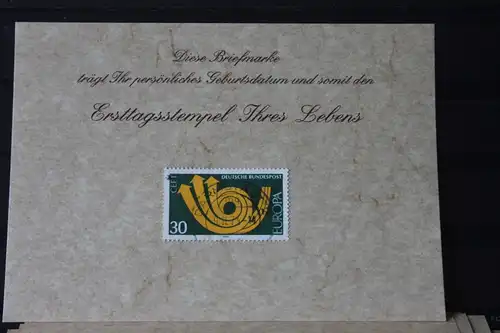 Diese Briefmarke
trägt Ihr persönliches Geburtsdatum und somit den
Ersttagsstempel Ihres Lebens
DEUTSCHE BUNDESPOST
CEPT
EUROPA
30